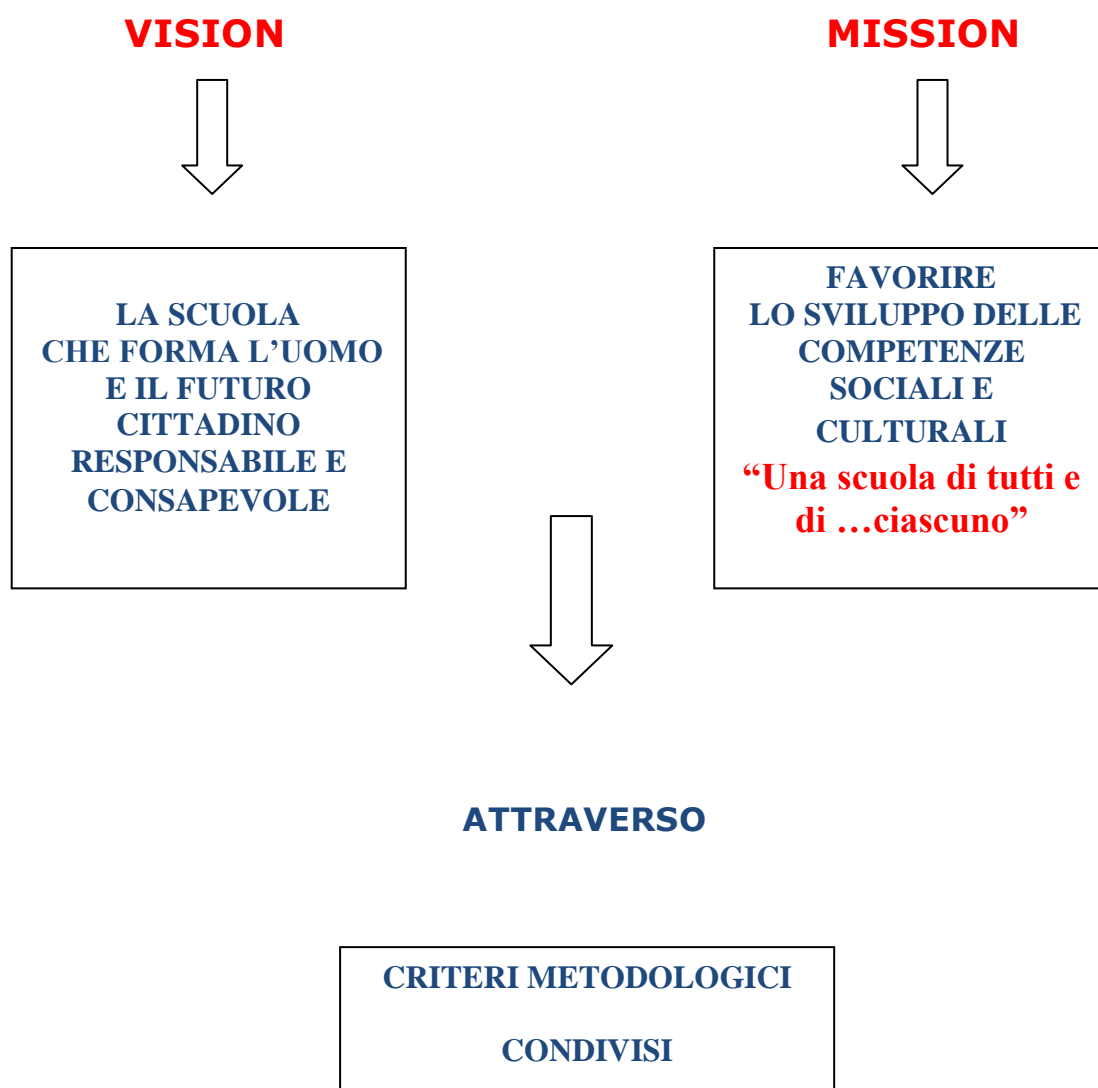 VISION
MISSION
LA SCUOLA
CHE FORMA L’UOMO
E IL FUTURO
CITTADINO
RESPONSABILE E
CONSAPEVOLE
FAVORIRE
LO SVILUPPO DELLE
COMPETENZE
SOCIALI E
CULTURALI
“Una scuola di tutti e
di …ciascuno”
ATTRAVERSO
CRITERI METODOLOGICI
CONDIVISI